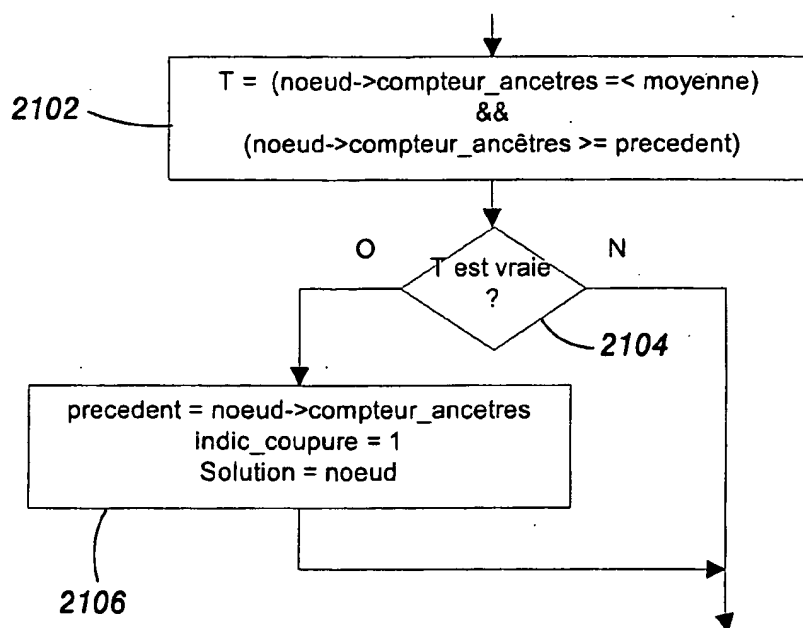 T = (noeud->compteur_ancetres =< moyenne)
&&
(noeud->compteur_ancêtres >= precedent)
2102
O
N
T est vraie
?
2104
precedent = noeud->compteur_ancetres
indic_coupure = 1
Solution = noeud
2106